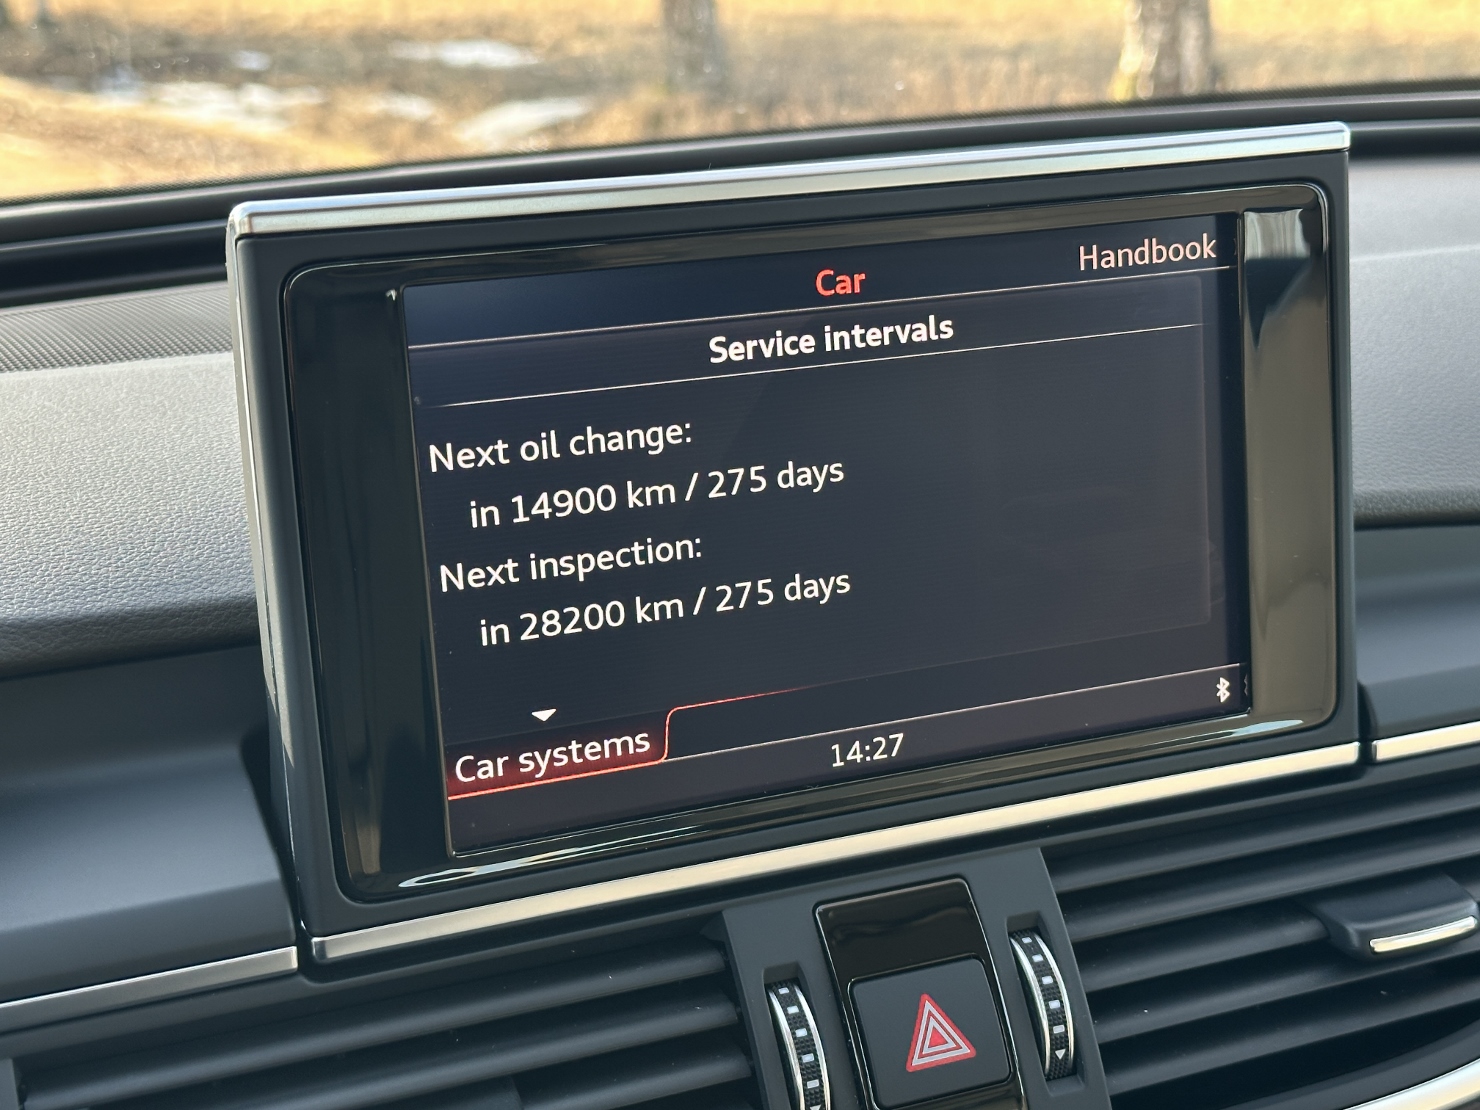 Handbook
Car
Service intervals
Next oil change:
in 14900 km / 275 days
Next inspection:
in 28200 km / 275 days
Car systems
14:27